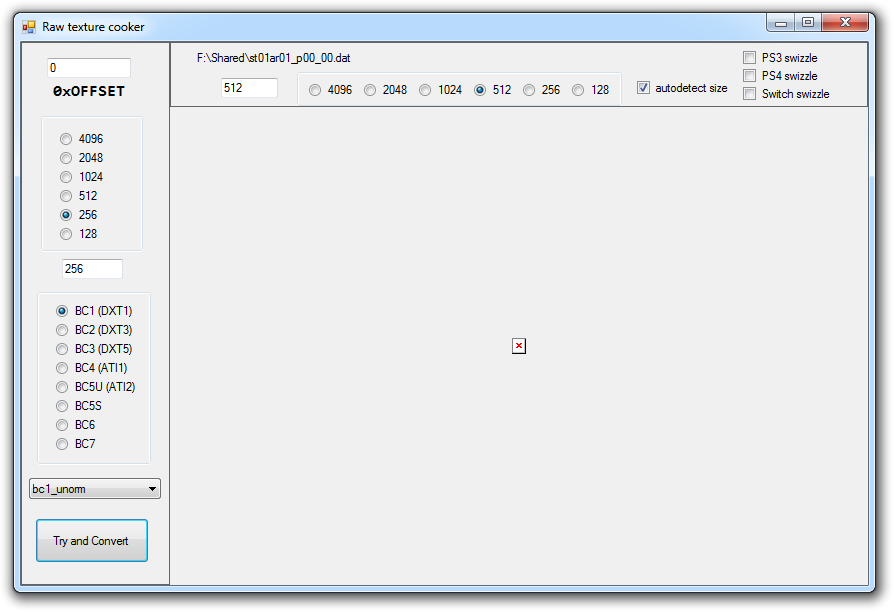 Raw texture cooker
0
0xOFFSET
4096
2048
1024
512
256
128
256
BC1 (DXT1)
BC2 (DXT3)
BC3 (DXT5)
BC4 (ATI1)
BC5U (ATI2)
BC5S
BC6
BC7
bc1_unorm
Try and Convert
F:\Shared\st01ar01_p00_00.dat
512
4096 2048 1024 512 256 128
autodetect size
PS3 swizzle
PS4 swizzle
Switch swizzle